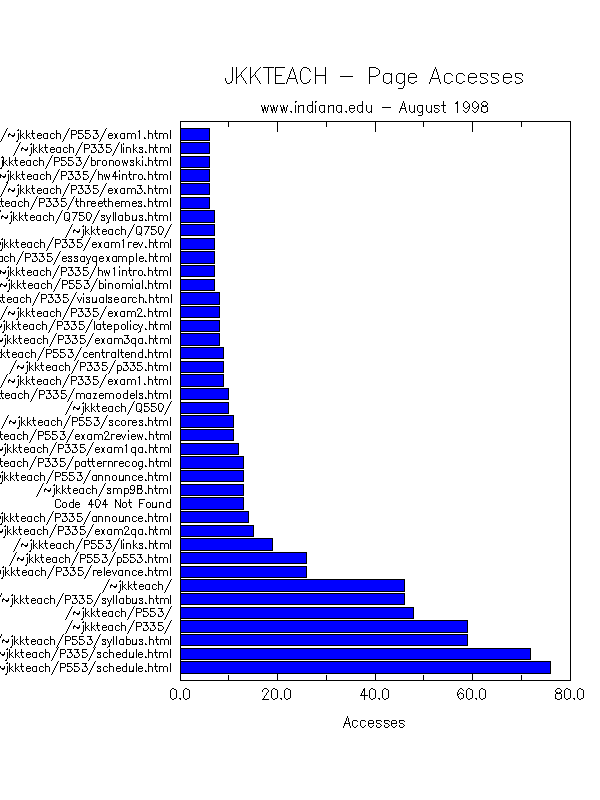 JKKTEACH - Page Accesses
www.indiana.edu - August 1998
/~jkkteach/P553/exam1.html
/~jkkteach/P335/links.html
jkkteach/P553/bronowski.html
~jkkteach/P335/hw4intro.html
/~jkkteach/P335/exam3.html
teach/P335/threethemes.html
~jkkteach/Q750/syllabus.html
/~jkkteach/Q750/
~jkkteach/P335/exam1rev.html
ach/P335/essayqexample.html
~jkkteach/P335/hw1intro.html
~jkkteach/P553/binomial.html
kteach/P335/visualsearch.html
/~jkkteach/P335/exam2.html
~jkkteach/P335/latepolicy.html
~jkkteach/P335/exam3qa.html
kteach/P553/centraltend.html
/~jkkteach/P335/p335.html
/~jkkteach/P335/exam1.html
kteach/P335/mazemodels.html
/~jkkteach/Q550/
/~jkkteach/P553/scores.html
teach/P553/exam2review.html
~jkkteach/P335/exam1qa.html
teach/P335/patternrecog.html
~jkkteach/P553/announce.html
/~jkkteach/smp98.html
Code 404 Not Found
~jkkteach/P335/announce.html
~jkkteach/P335/exam2qa.html
/~jkkteach/P553/links.html
/~jkkteach/P553/p553.html
jkkteach/P335/relevance.html
/~jkkteach/
/~jkkteach/P335/syllabus.html
/~jkkteach/P553/
/~jkkteach/P335/
/~jkkteach/P553/syllabus.html
~jkkteach/P335/schedule.html
~jkkteach/P553/schedule.html
0.0 20.0 40.0 60.0 80.0
Accesses